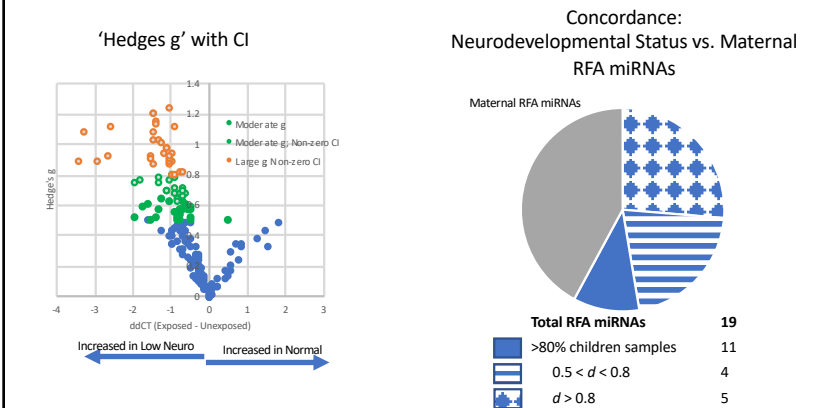 'Hedges g' with CI
1.4
1.2
1
0.8
0.6
0.4
0.2
0
Hedge's g
Moderate g
Moderate g; Non-zero CI
Large g Non-zero CI
-4 -3 -2 -1 0 1 2 3
ddCT (Exposed - Unexposed)
Increased in Low Neuro
Increased in Normal
Concordance:
Neurodevelopmental Status vs. Maternal
RFA miRNAs
Maternal RFA miRNAs
Total RFA miRNAs 19
>80% children samples 11
0.5 < d < 0.8 4
d > 0.8 5